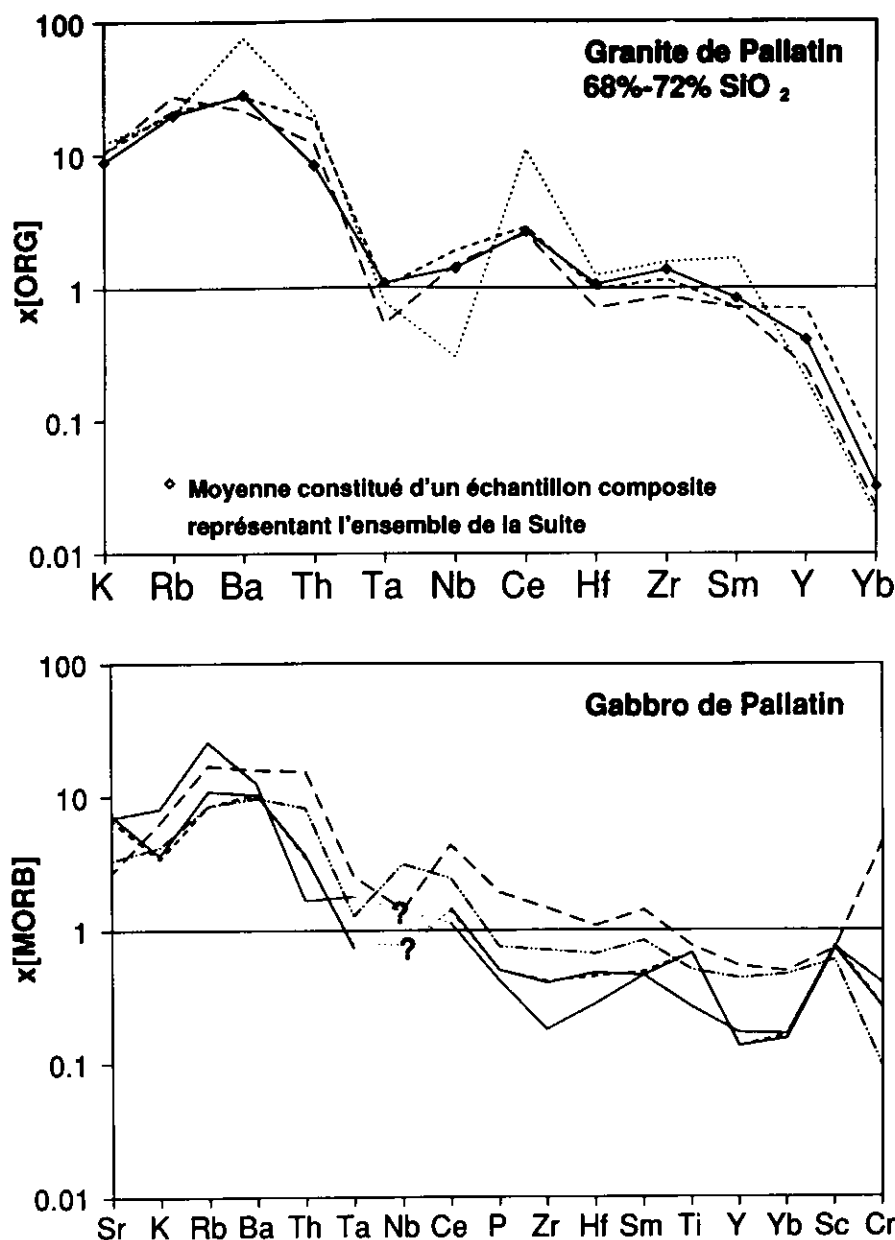 100
Granite de Pallatin
68%-72% SiO 2
10
x[ORG]
1
0.1
◇ Moyenne constitué d'un échantillon composite
représentant l'ensemble de la Suite
0.01
K Rb Ba Th Ta Nb Ce Hf Zr Sm Y Yb
100
Gabbro de Pallatin
10
x[MORB]
?
1
?
0.1
0.01
Sr K Rb Ba Th Ta Nb Ce P Zr Hf Sm Ti Y Yb Sc Cr